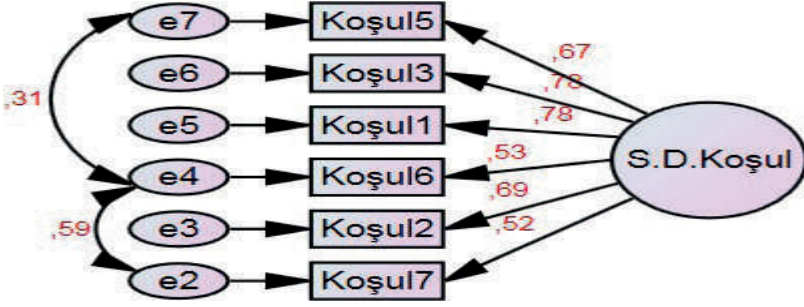 e7 Koşul5
,67
e6 Koşul3
,78
,31
e5 Koşul1
,78
S.D.Koşul
,53
e4 Koşul6
,69
e3 Koşul2
,59
,52
e2 Koşul7